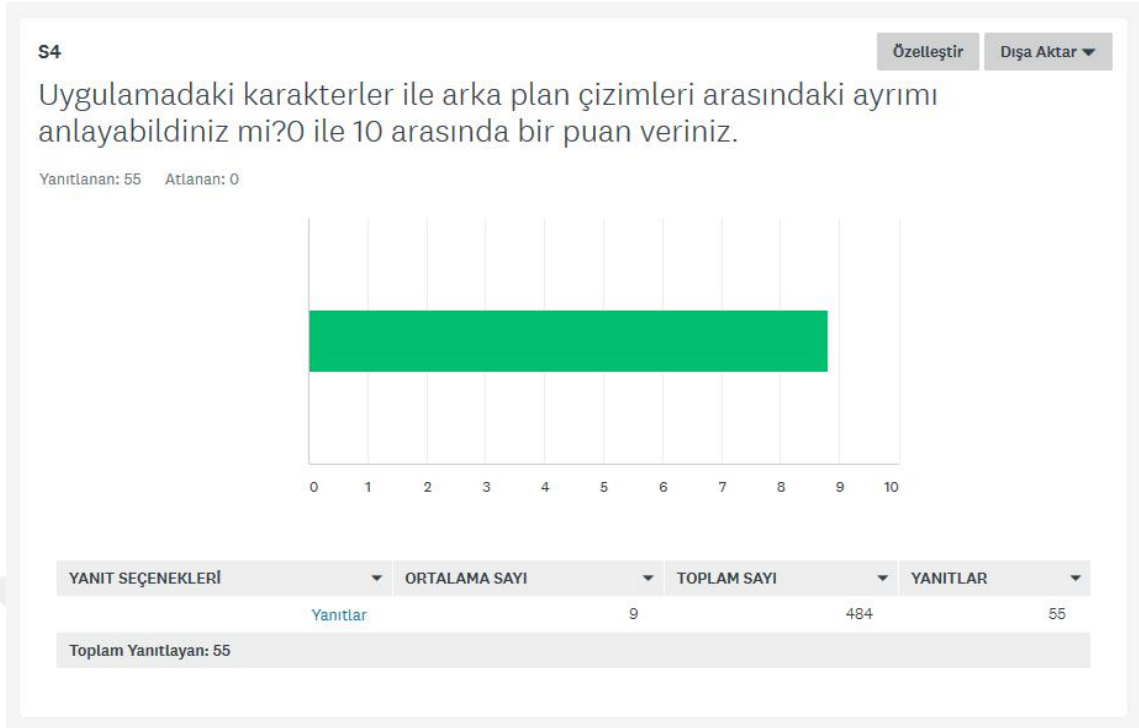 S4
Özelleştir
Dışa Aktar
Uygulamadaki karakterler ile arka plan çizimleri arasındaki ayrımı
anlayabildiniz mi?0 ile 10 arasında bir puan veriniz.
Yanıtlanan: 55 Atlanan: 0
0 1 2 3 4 5 6 7 8 9 10
YANIT SEÇENEKLERİ ORTALAMA SAYI TOPLAM SAYI YANITLAR
Yanıtlar 9 484 55
Toplam Yanıtlayan: 55